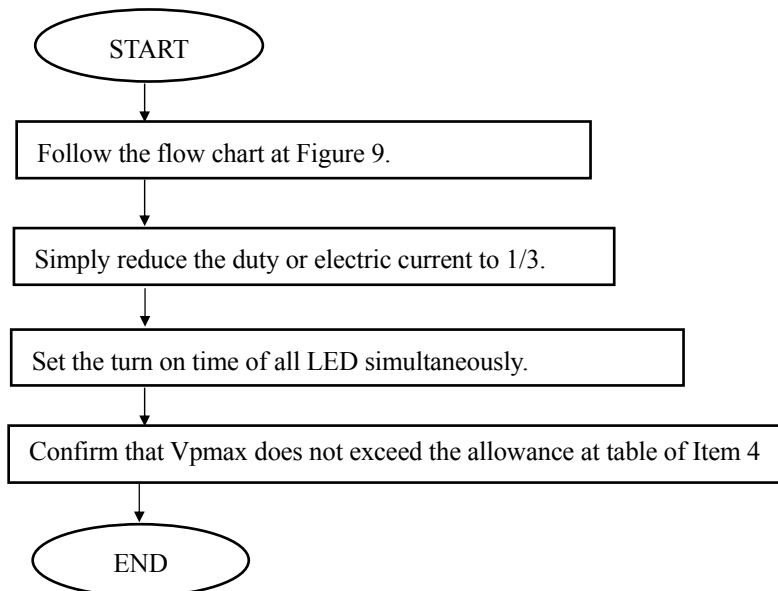 START
Follow the flow chart at Figure 9.
Simply reduce the duty or electric current to 1/3.
Set the turn on time of all LED simultaneously.
Confirm that Vpmax does not exceed the allowance at table of Item 4
END